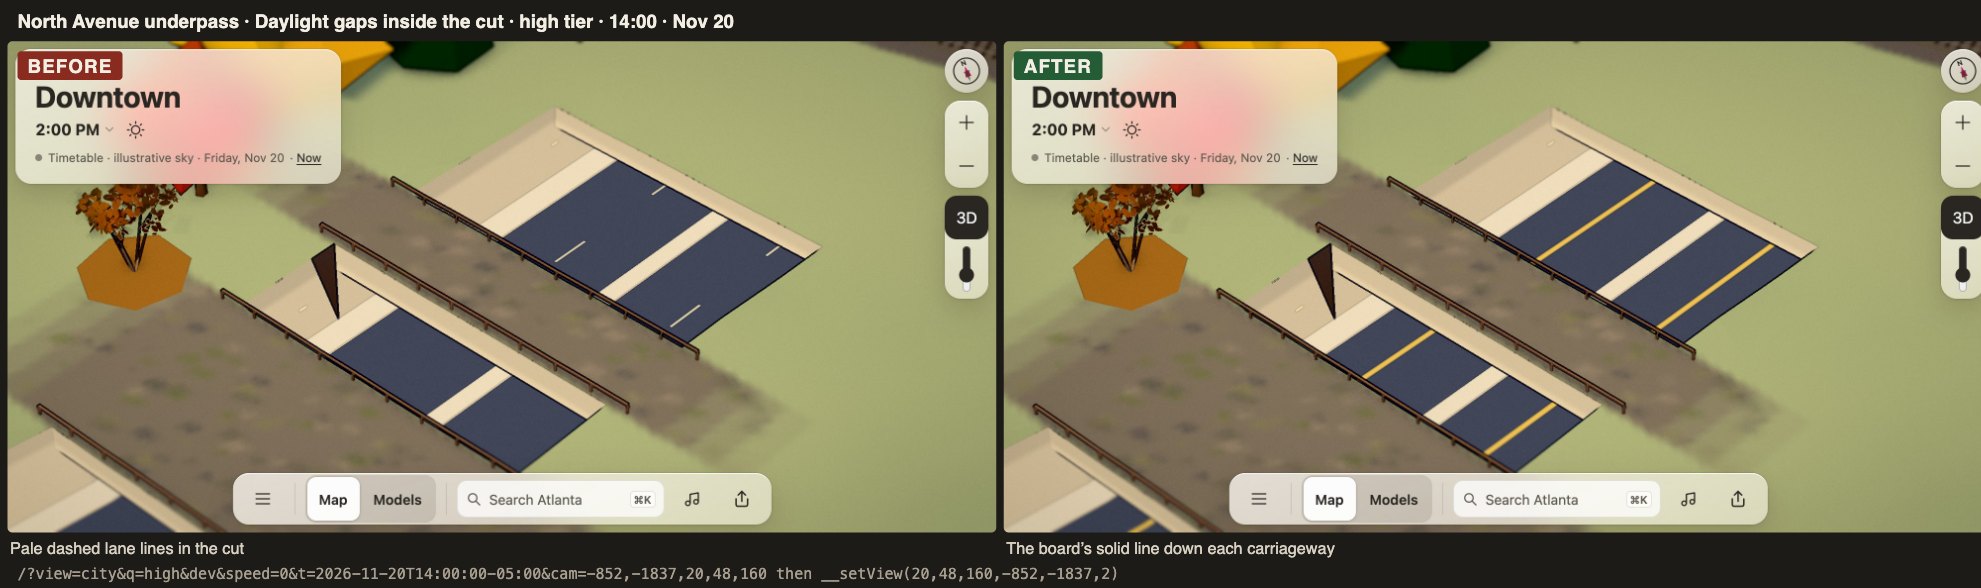 North Avenue underpass · Daylight gaps inside the cut · high tier · 14:00 · Nov 20
BEFORE
Downtown
2:00 PM
Timetable · illustrative sky · Friday, Nov 20 · Now
N
3D
Map Models Search Atlanta ⌘K
Pale dashed lane lines in the cut
AFTER
Downtown
2:00 PM
Timetable · illustrative sky · Friday, Nov 20 · Now
N
3D
Map Models Search Atlanta ⌘K
The board's solid line down each carriageway
/?view=city&q=high&dev&speed=0&t=2026-11-20T14:00:00-05:00&cam=-852,-1837,20,48,160 then __setView(20,48,160,-852,-1837,2)